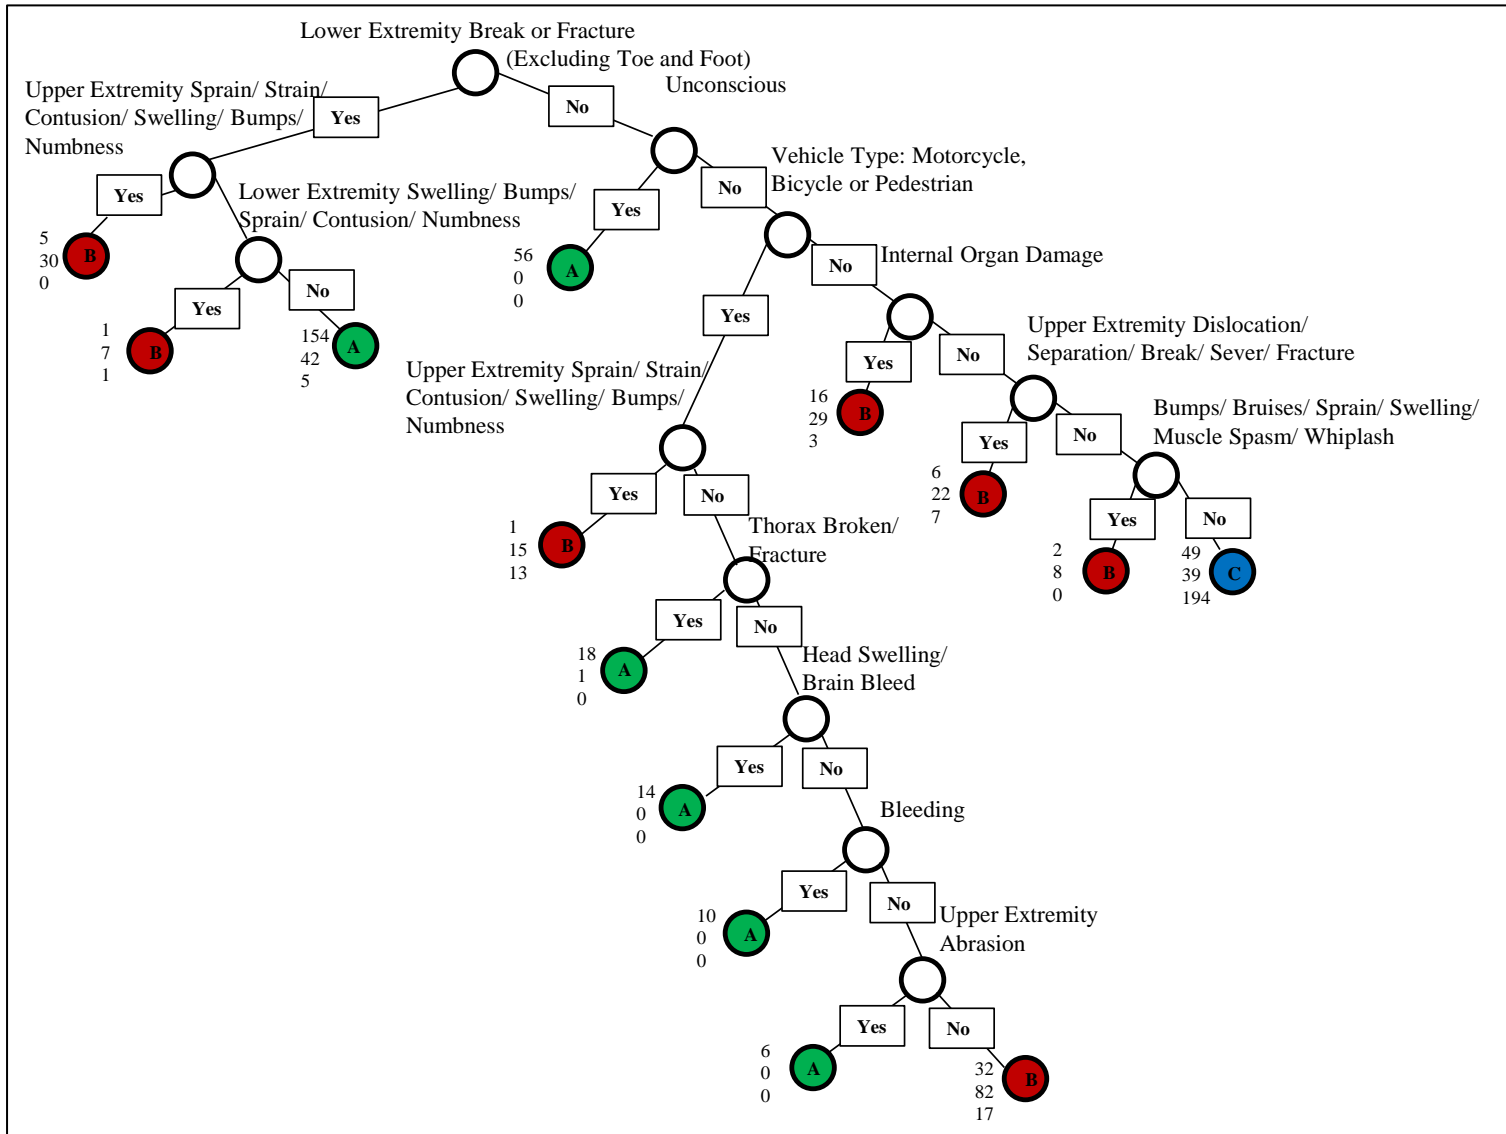 Lower Extremity Break or Fracture
(Excluding Toe and Foot)
Unconscious
Upper Extremity Sprain/ Strain/
Contusion/ Swelling/ Bumps/
Numbness
Yes
No
Vehicle Type: Motorcycle,
Bicycle or Pedestrian
Yes
Lower Extremity Swelling/ Bumps/
Sprain/ Contusion/ Numbness
Yes
No
5
30
0
B
56
0
0
A
No
Internal Organ Damage
Yes
No
Yes
1
7
1
B
154
42
5
A
Upper Extremity Dislocation/
Separation/ Break/ Sever/ Fracture
Yes
No
Upper Extremity Sprain/ Strain/
Contusion/ Swelling/ Bumps/
Numbness
16
29
3
B
Bumps/ Bruises/ Sprain/ Swelling/
Muscle Spasm/ Whiplash
Yes
No
Yes
No
6
22
7
B
Yes
No
1
15
13
B
Thorax Broken/
Fracture
2
8
0
B
49
39
194
C
Yes
No
18
1
0
A
Head Swelling/
Brain Bleed
Yes
No
14
0
0
A
Bleeding
Yes
No
10
0
0
A
Upper Extremity
Abrasion
Yes
No
6
0
0
A
32
82
17
B